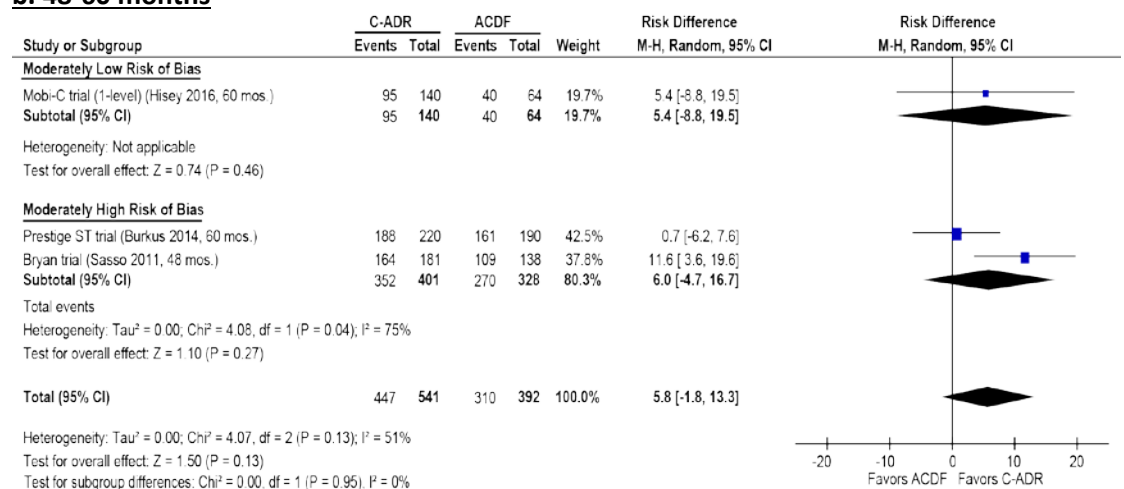 b. 48-60 months
C-ADR ACDF Risk Difference Risk Difference
Study or Subgroup Events Total Events Total Weight M-H, Random, 95% CI M-H, Random, 95% CI
Moderately Low Risk of Bias
Mobi-C trial (1-level) (Hisey 2016, 60 mos.) 95 140 40 64 19.7% 5.4 [-8.8, 19.5]
Subtotal (95% CI) 95 140 40 64 19.7% 5.4 [-8.8, 19.5]
Heterogeneity: Not applicable
Test for overall effect: Z = 0.74 (P = 0.46)
Moderately High Risk of Bias
Prestige ST trial (Burkus 2014, 60 mos.) 188 220 161 190 42.5% 0.7 [-6.2, 7.6]
Bryan trial (Sasso 2011, 48 mos.) 164 181 109 138 37.8% 11.6 [ 3.6, 19.6]
Subtotal (95% CI) 352 401 270 328 80.3% 6.0 [-4.7, 16.7]
Total events
Heterogeneity: Tau² = 0.00; Chi² = 4.08, df = 1 (P = 0.04); I² = 75%
Test for overall effect: Z = 1.10 (P = 0.27)
Total (95% CI) 447 541 310 392 100.0% 5.8 [-1.8, 13.3]
Heterogeneity: Tau² = 0.00; Chi² = 4.07, df = 2 (P = 0.13); I² = 51%
Test for overall effect: Z = 1.50 (P = 0.13)
Test for subgroup differences: Chi² = 0.00, df = 1 (P = 0.95), I² = 0%
-20 -10 0 10 20
Favors ACDF Favors C-ADR